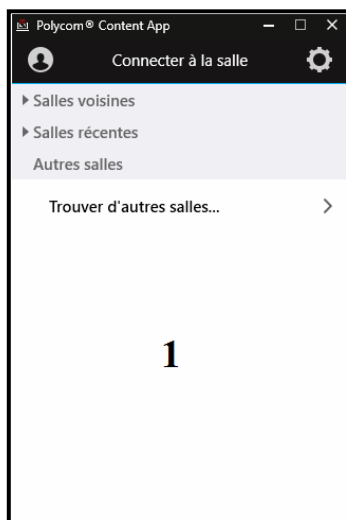 Polycom® Content App
Connecter à la salle
Salles voisines
Salles récentes
Autres salles
Trouver d'autres salles...
1